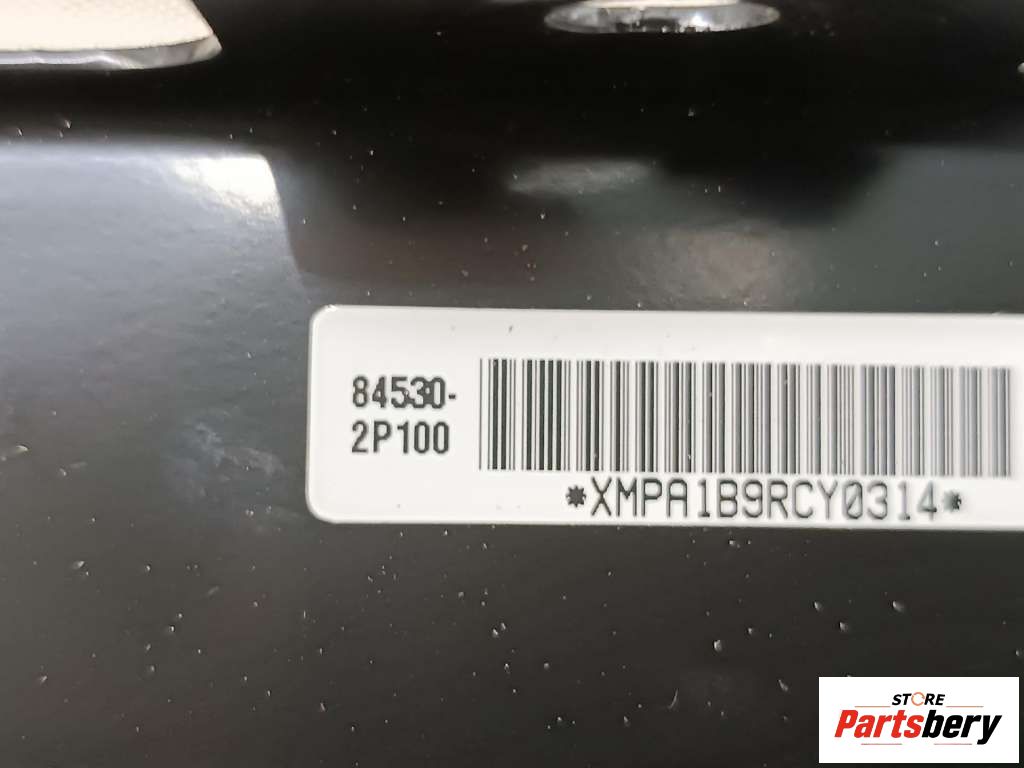 84530-
2P100
*XMPA1B9RCY0314*
STORE
Partsbery